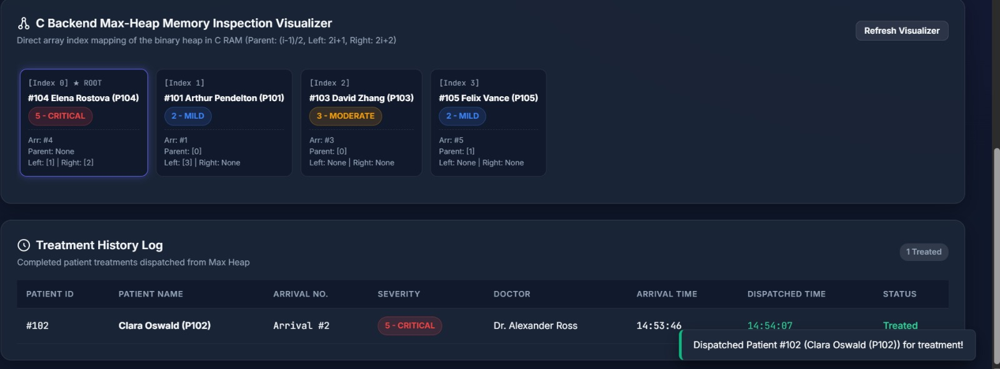 C Backend Max-Heap Memory Inspection Visualizer
Direct array index mapping of the binary heap in C RAM (Parent: (i-1)/2, Left: 2i+1, Right: 2i+2)
Refresh Visualizer
[Index 0] ★ ROOT
#104 Elena Rostova (P104)
5 - CRITICAL
Arr: #4
Parent: None
Left: [1] | Right: [2]
[Index 1]
#101 Arthur Pendelton (P101)
2 - MILD
Arr: #1
Parent: [0]
Left: [3] | Right: None
[Index 2]
#103 David Zhang (P103)
3 - MODERATE
Arr: #3
Parent: [0]
Left: None | Right: None
[Index 3]
#105 Felix Vance (P105)
2 - MILD
Arr: #5
Parent: [1]
Left: None | Right: None
Treatment History Log
Completed patient treatments dispatched from Max Heap
1 Treated
PATIENT ID PATIENT NAME ARRIVAL NO. SEVERITY DOCTOR ARRIVAL TIME DISPATCHED TIME STATUS
#102 Clara Oswald (P102) Arrival #2 5 - CRITICAL Dr. Alexander Ross 14:53:46 14:54:07 Treated
Dispatched Patient #102 (Clara Oswald (P102)) for treatment!